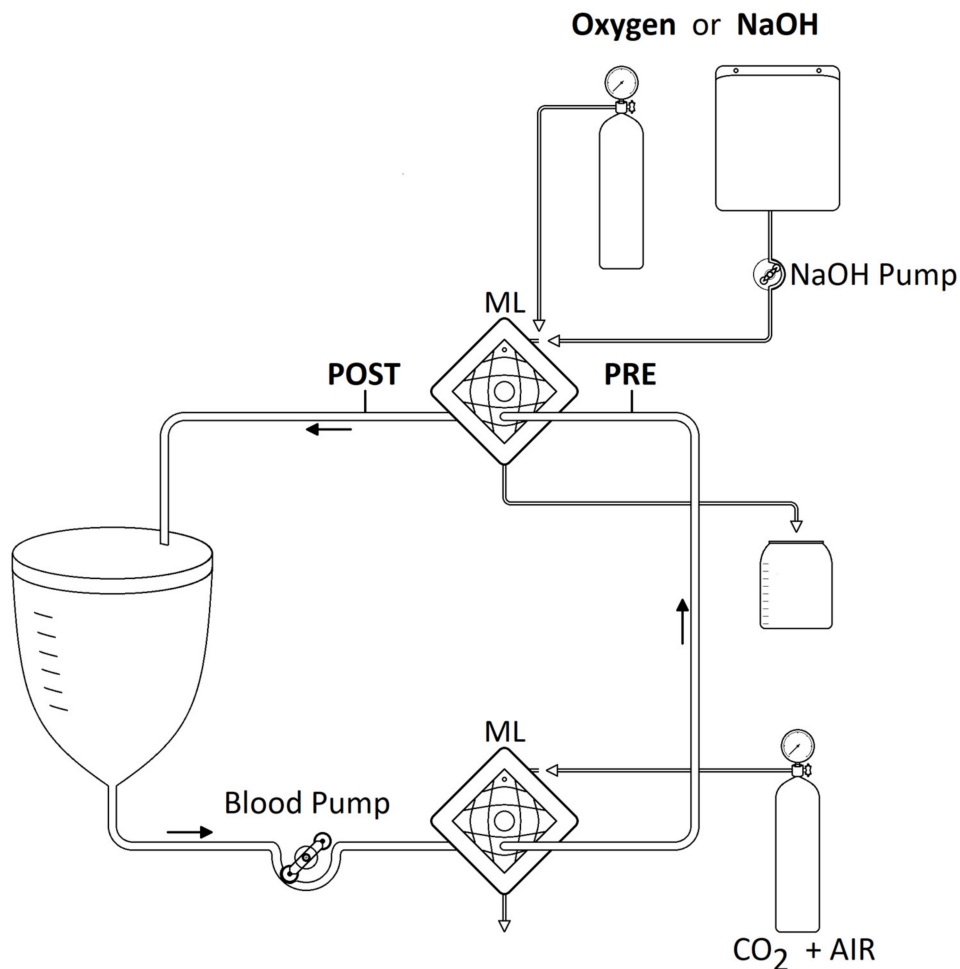 Oxygen or NaOH
NaOH Pump
ML
POST
PRE
ML
Blood Pump
CO2 + AIR